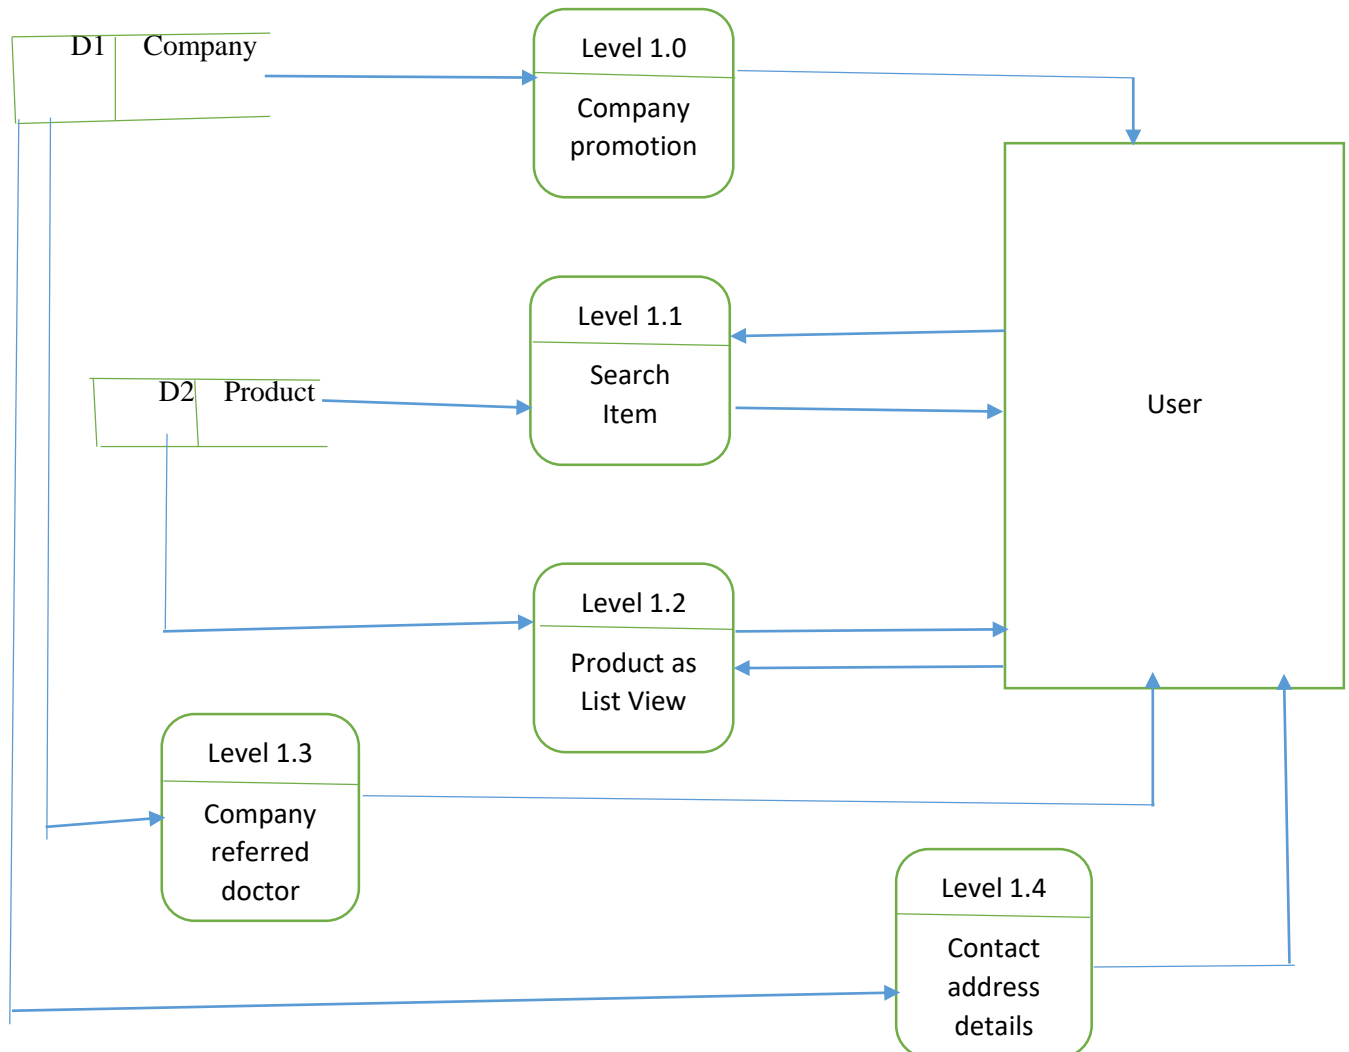 D1 Company
Level 1.0
Company
promotion
Level 1.1
Search
Item
D2 Product
User
Level 1.2
Product as
List View
Level 1.3
Company
referred
doctor
Level 1.4
Contact
address
details